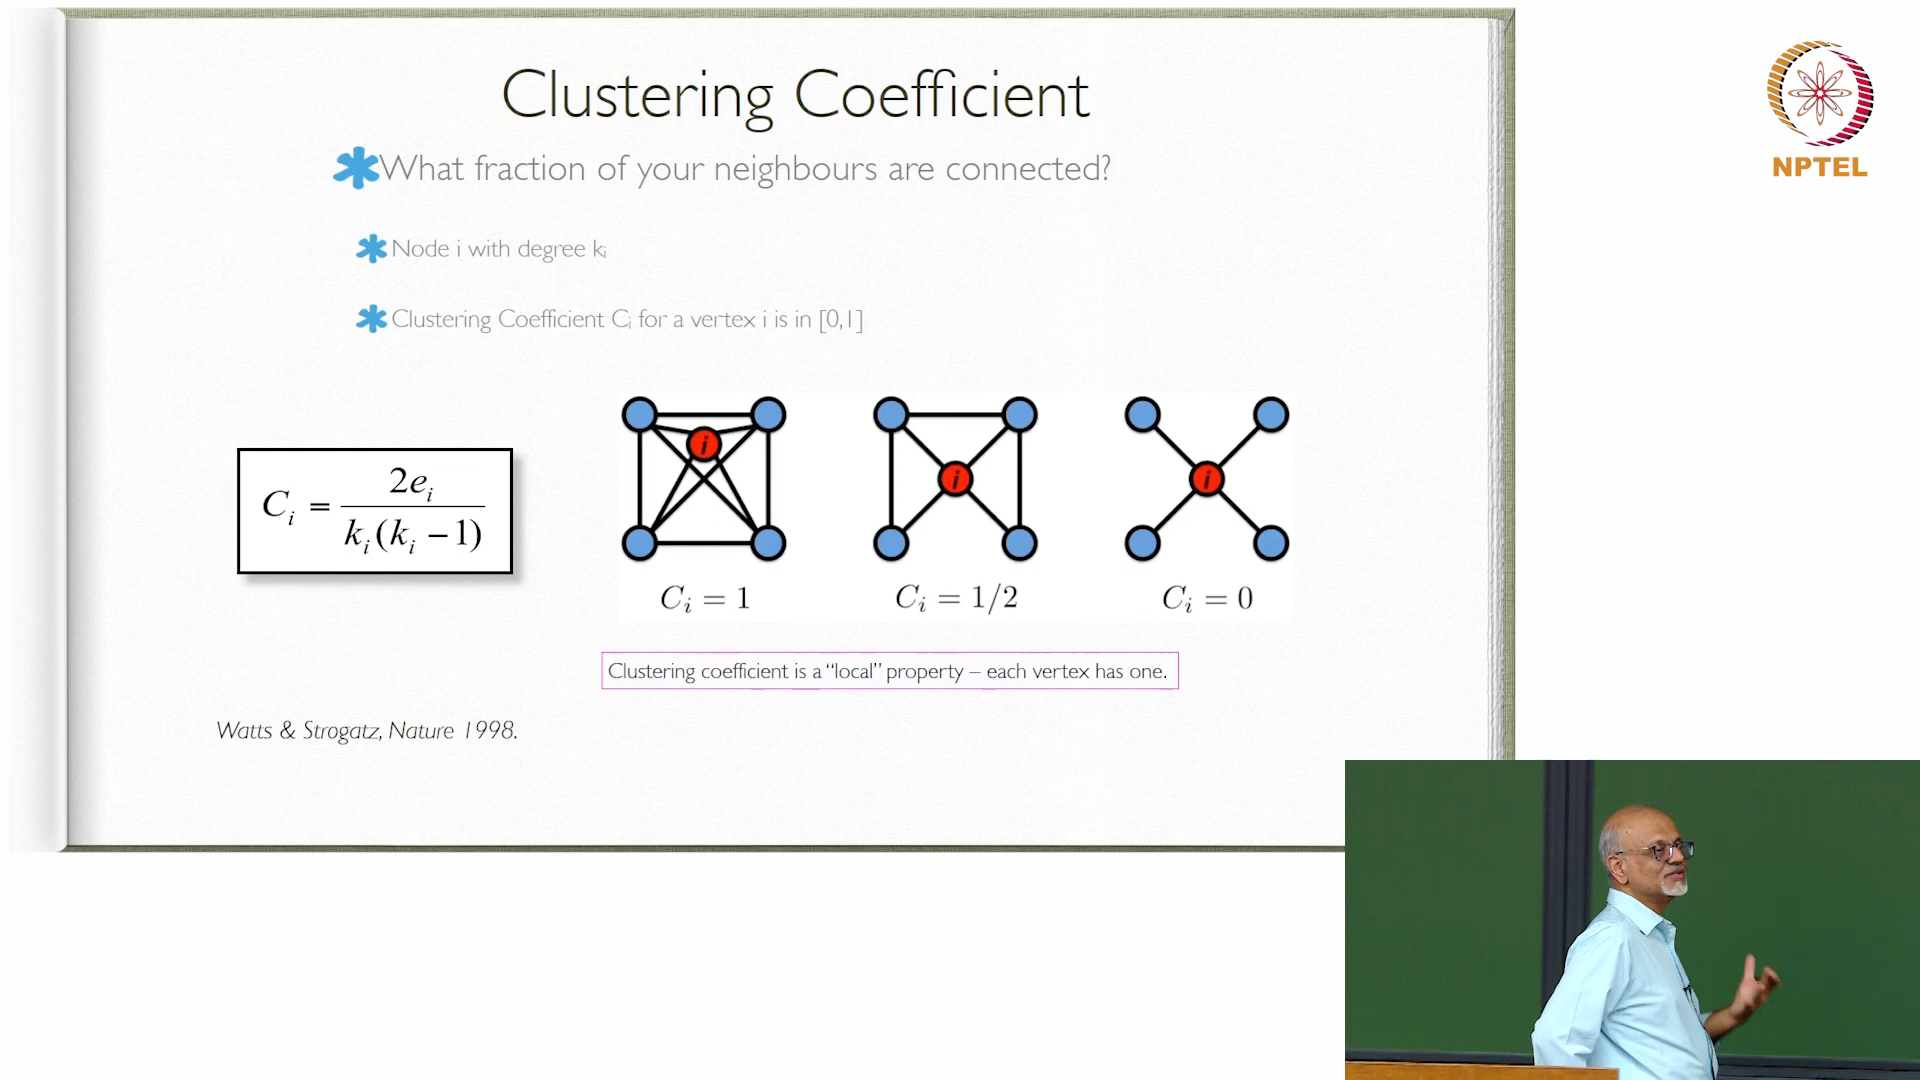 Clustering Coefficient
What fraction of your neighbours are connected?
Node i with degree kᵢ
Clustering Coefficient Cᵢ for a vertex i is in [0,1]
Cᵢ = 2eᵢ / kᵢ(kᵢ − 1)
i i i
Cᵢ = 1 Cᵢ = 1/2 Cᵢ = 0
Clustering coefficient is a “local” property – each vertex has one.
Watts & Strogatz, Nature 1998.
NPTEL